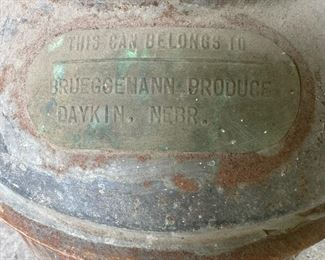 THIS CAN BELONGS TO
BRUEGGEMANN PRODUCE
DAYKIN, NEBR.